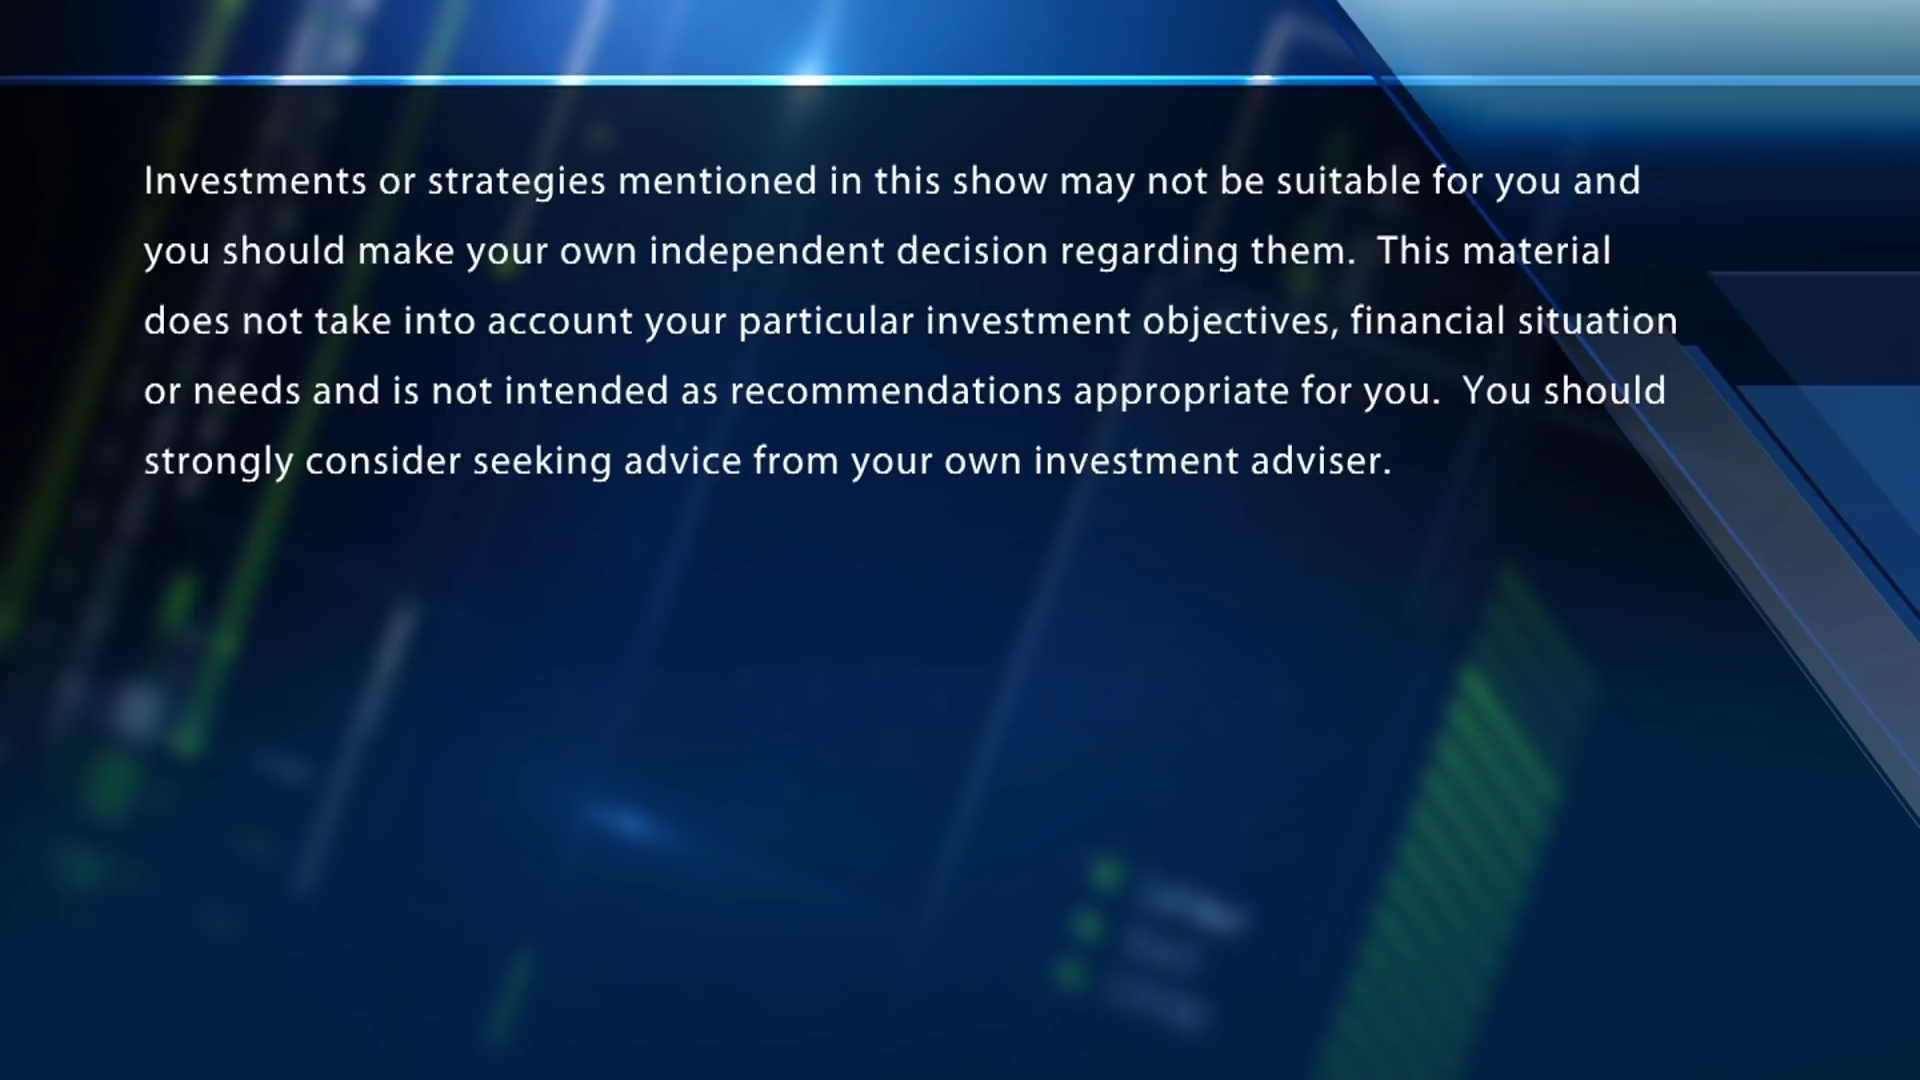 Investments or strategies mentioned in this show may not be suitable for you and
you should make your own independent decision regarding them.  This material
does not take into account your particular investment objectives, financial situation
or needs and is not intended as recommendations appropriate for you.  You should
strongly consider seeking advice from your own investment adviser.